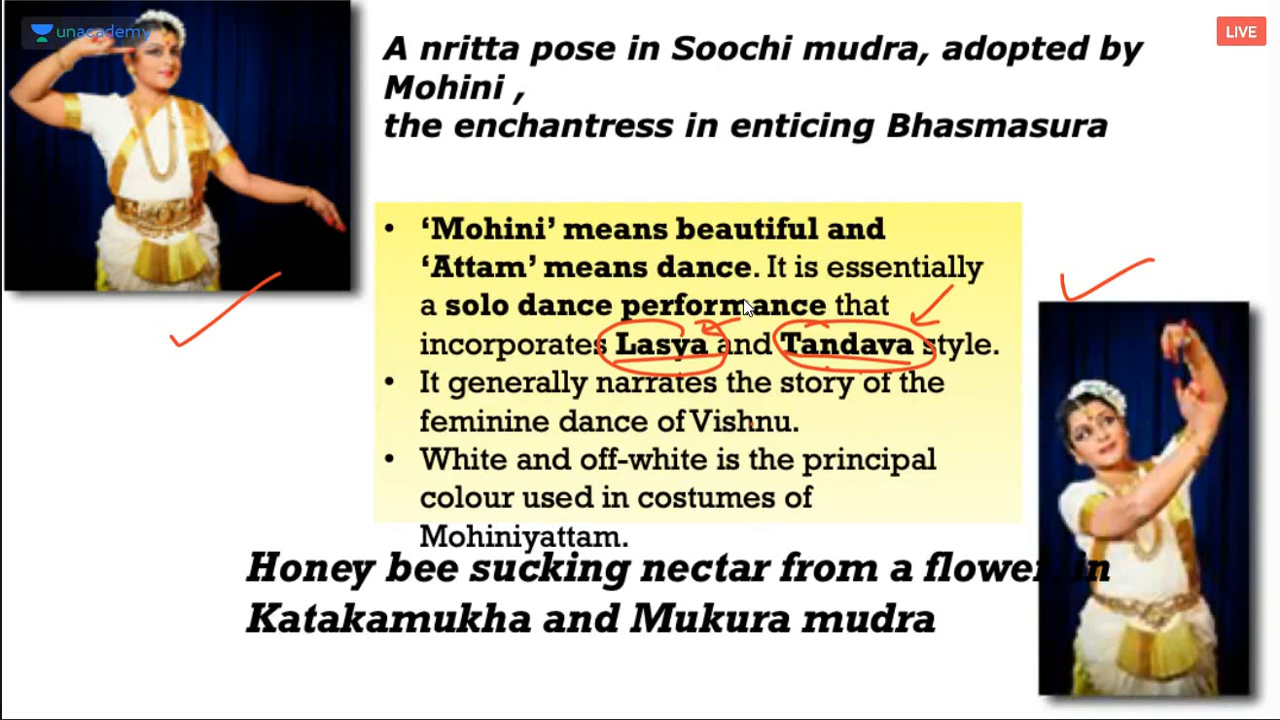 unacademy
LIVE
A nritta pose in Soochi mudra, adopted by
Mohini ,
the enchantress in enticing Bhasmasura
• ‘Mohini’ means beautiful and
‘Attam’ means dance. It is essentially
a solo dance performance that
incorporates Lasya and Tandava style.
• It generally narrates the story of the
feminine dance of Vishnu.
• White and off-white is the principal
colour used in costumes of
Mohiniyattam.
Honey bee sucking nectar from a flower in
Katakamukha and Mukura mudra